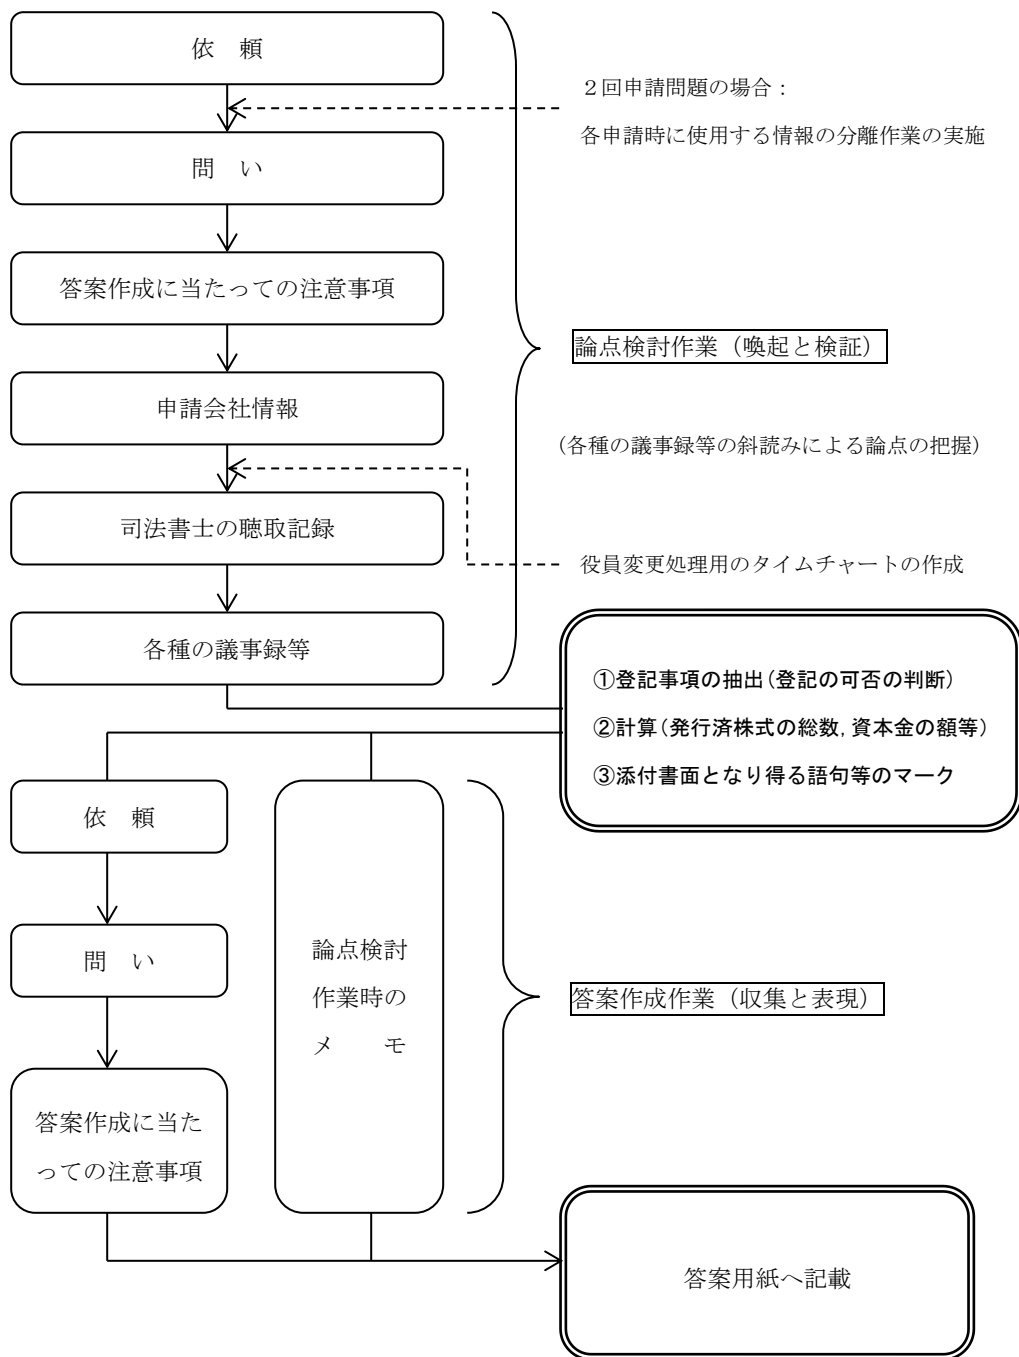 依　頼
２回申請問題の場合：
各申請時に使用する情報の分離作業の実施
問　い
答案作成に当たっての注意事項
論点検討作業（喚起と検証）
申請会社情報
（各種の議事録等の斜読みによる論点の把握）
司法書士の聴取記録
役員変更処理用のタイムチャートの作成
各種の議事録等
①登記事項の抽出（登記の可否の判断）
②計算（発行済株式の総数，資本金の額等）
③添付書面となり得る語句等のマーク
依　頼
問　い
答案作成に当た
っての注意事項
論点検討
作業時の
メ　　モ
答案作成作業（収集と表現）
答案用紙へ記載